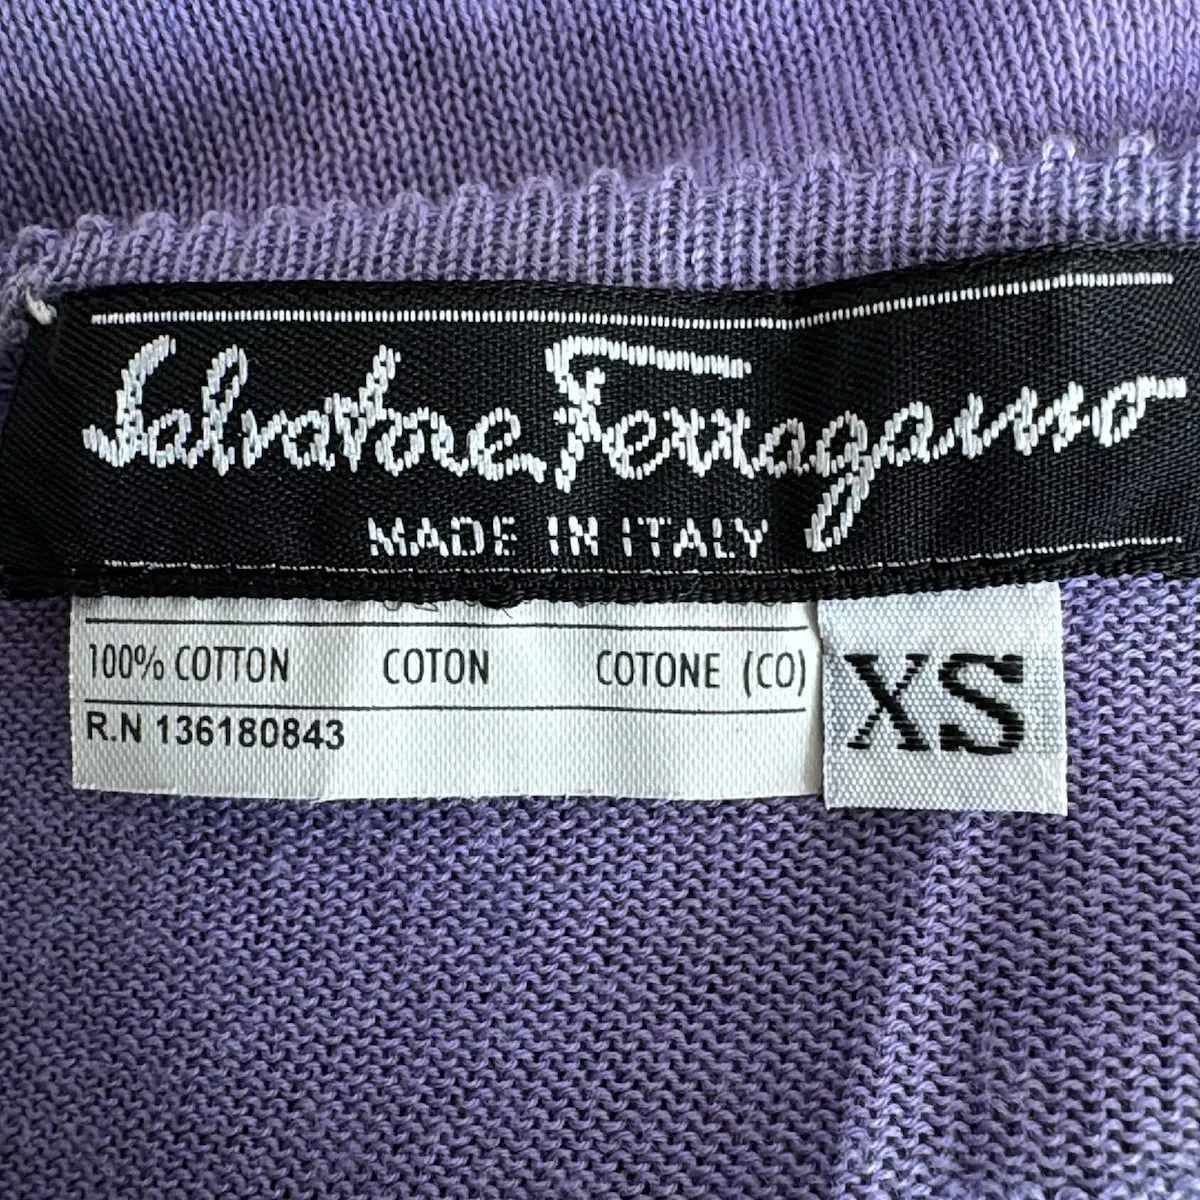 Salvatore Ferragamo
MADE IN ITALY
100% COTTON COTON COTONE (CO)
R.N 136180843
XS